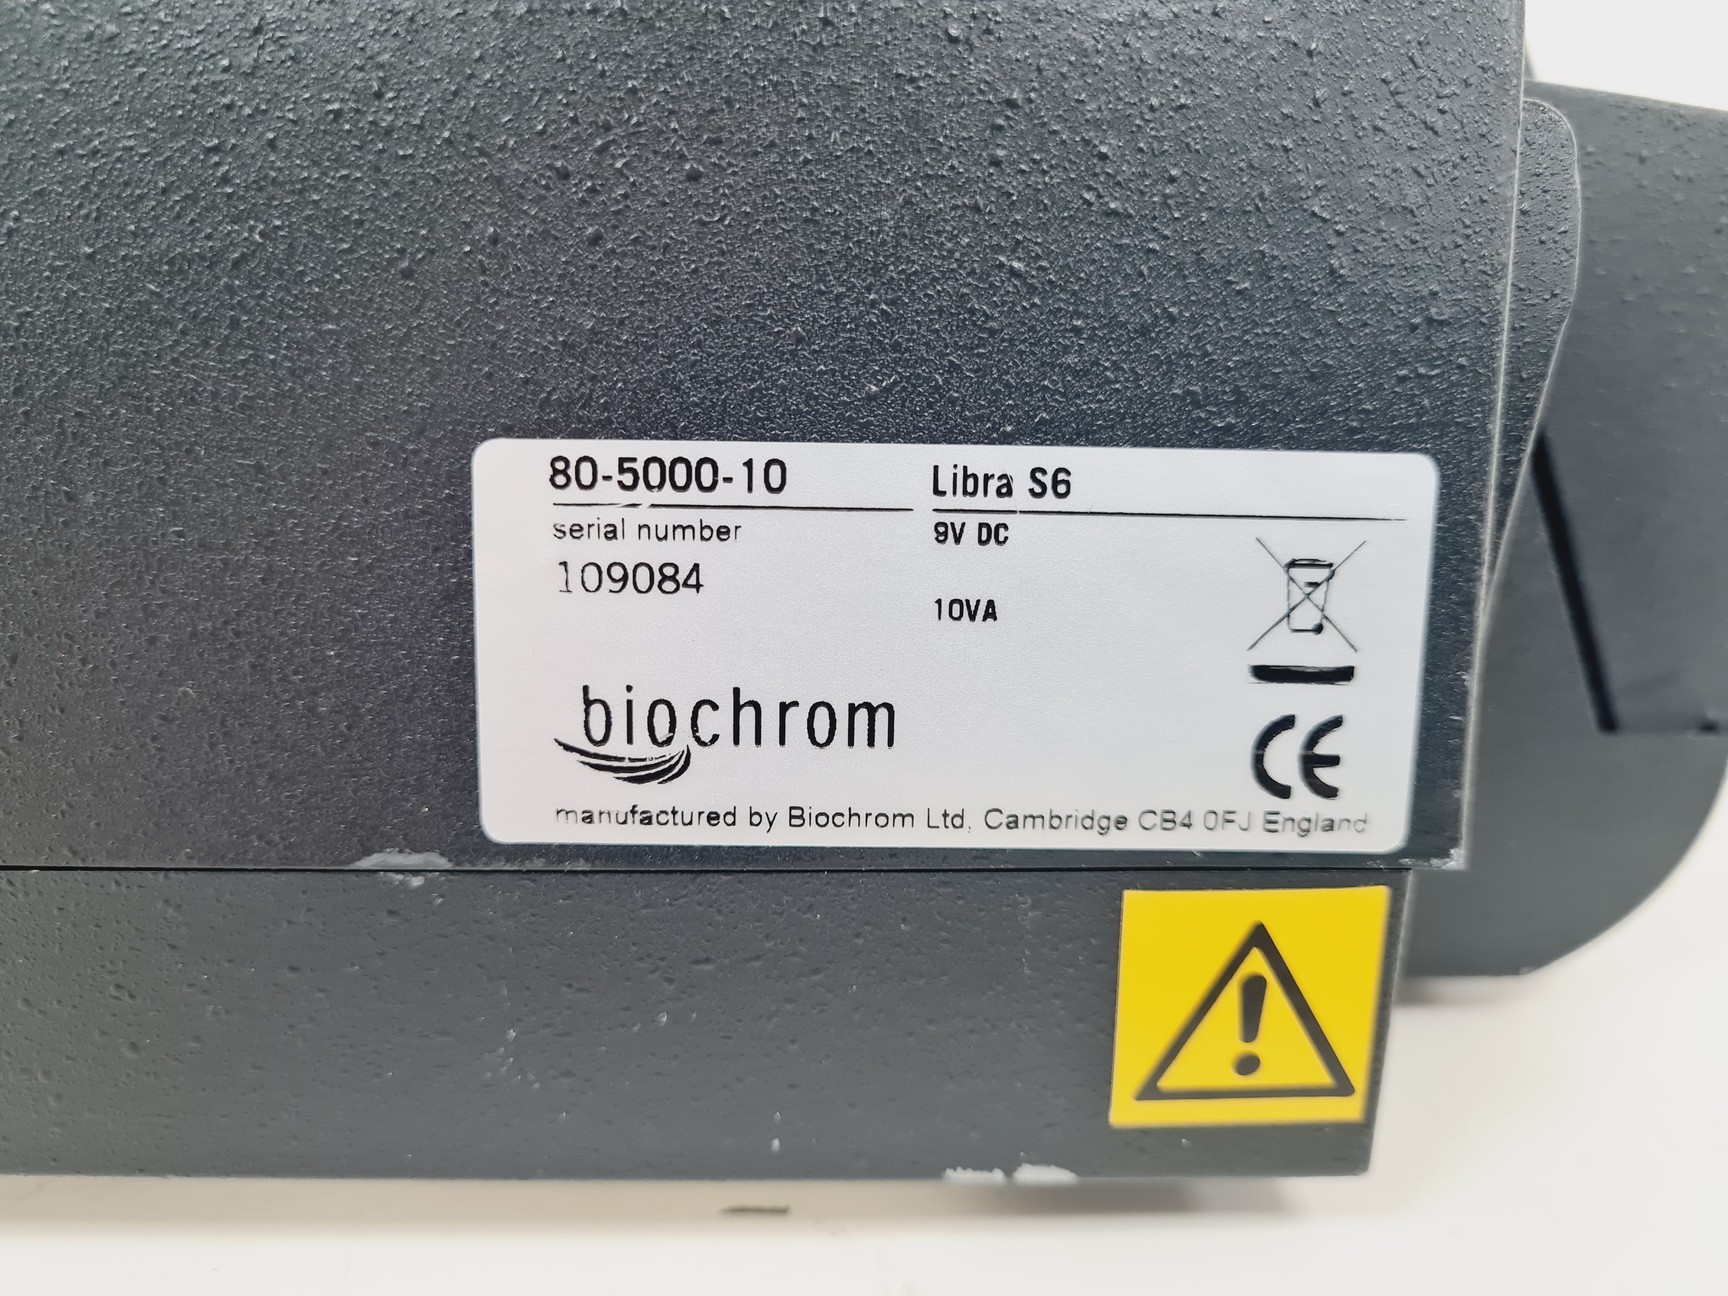 80-5000-10
Libra S6
serial number
109084
9V DC
10VA
biochrom
CE
manufactured by Biochrom Ltd, Cambridge CB4 0FJ England
!